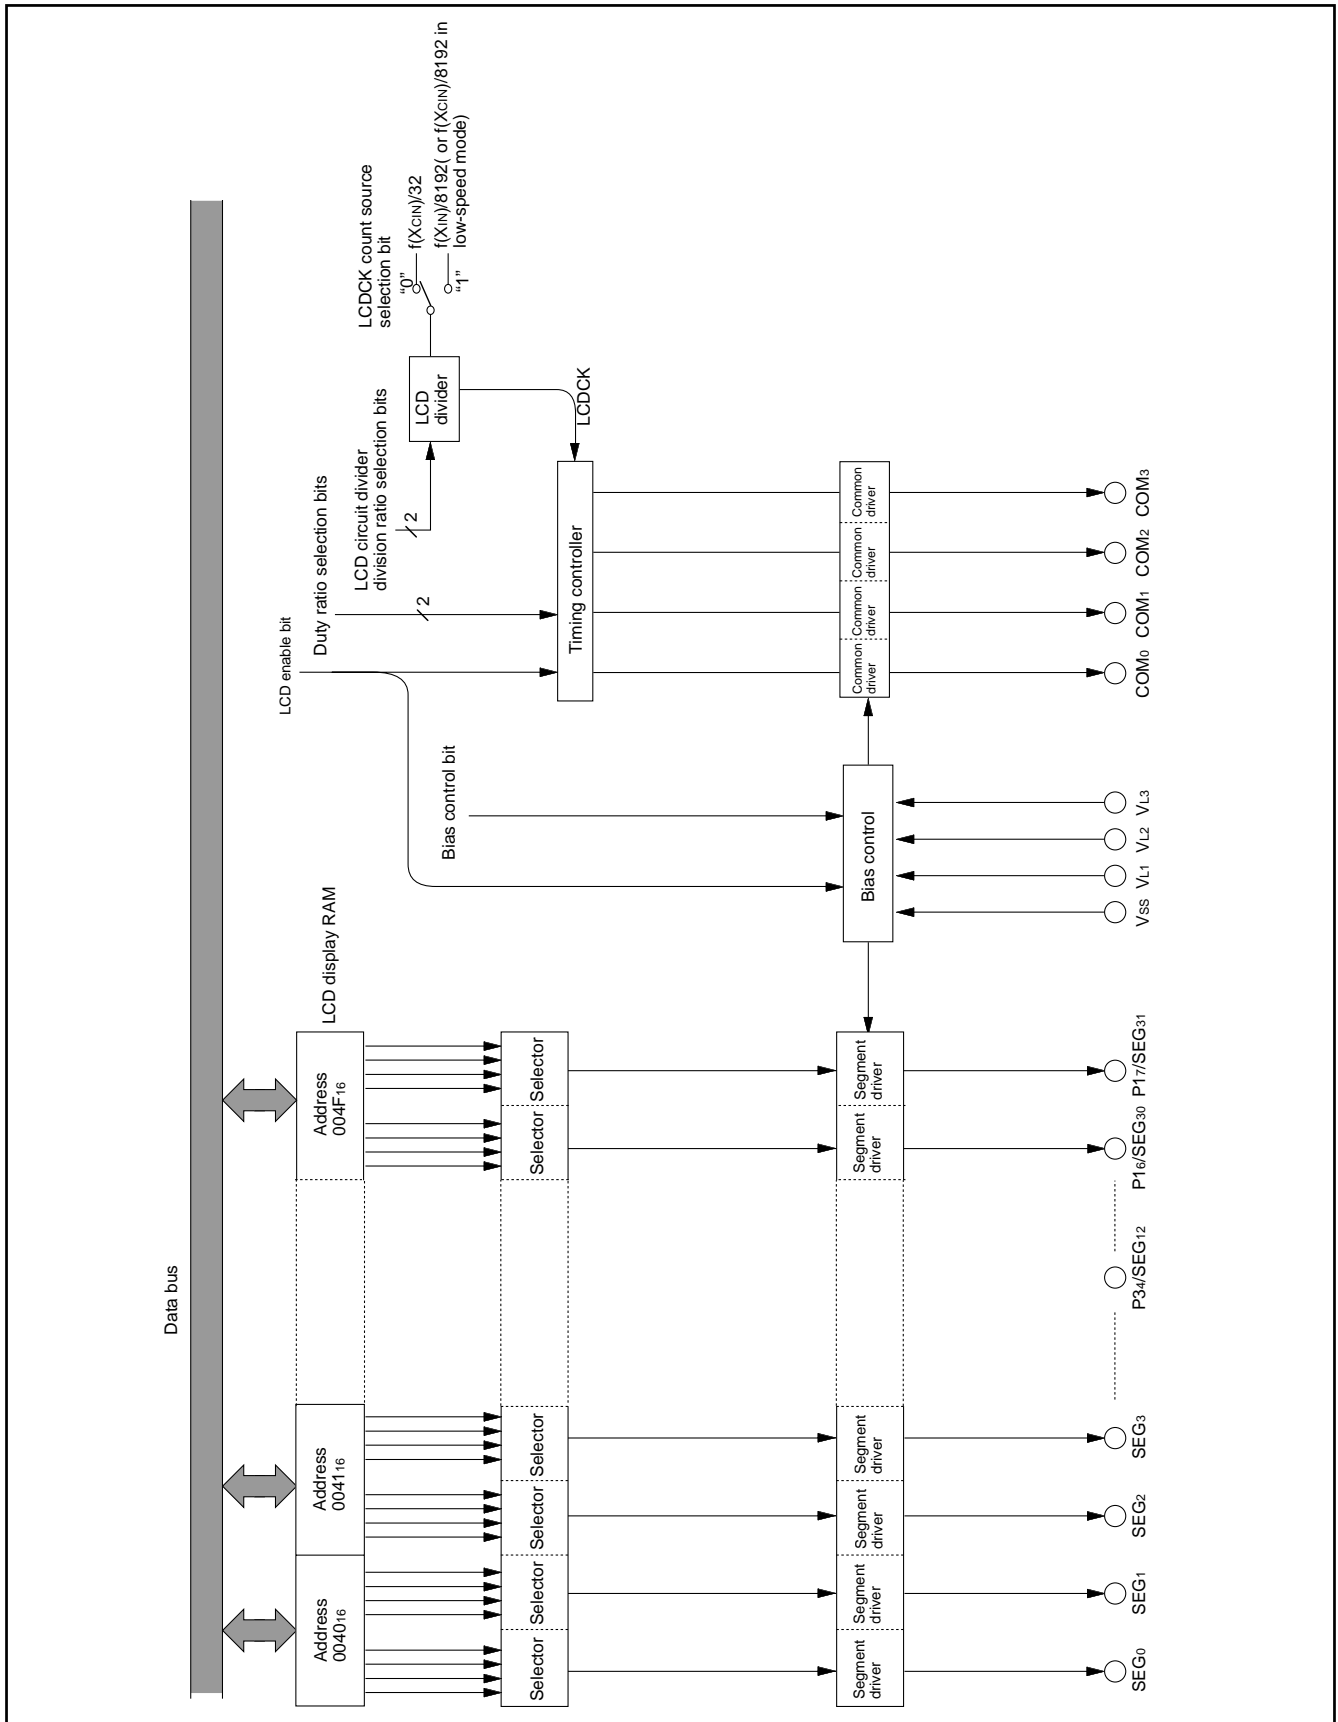 Data bus
LCD enable bit
Duty ratio selection bits
LCD circuit divider
division ratio selection bits
2
2
LCDCK count source
selection bit
“0”
f(XCIN)/32
“1”
f(XIN)/8192( or f(XCIN)/8192 in
low-speed mode)
LCD
divider
LCDCK
Timing controller
Bias control bit
LCD display RAM
Address
004016
Address
004116
Address
004F16
Selector
Selector
Selector
Selector
Selector
Selector
Bias control
Segment
driver
Segment
driver
Segment
driver
Segment
driver
Segment
driver
Segment
driver
Common
driver
Common
driver
Common
driver
Common
driver
SEG0
SEG1
SEG2
SEG3
P34/SEG12
P16/SEG30
P17/SEG31
VSS
VL1
VL2
VL3
COM0
COM1
COM2
COM3